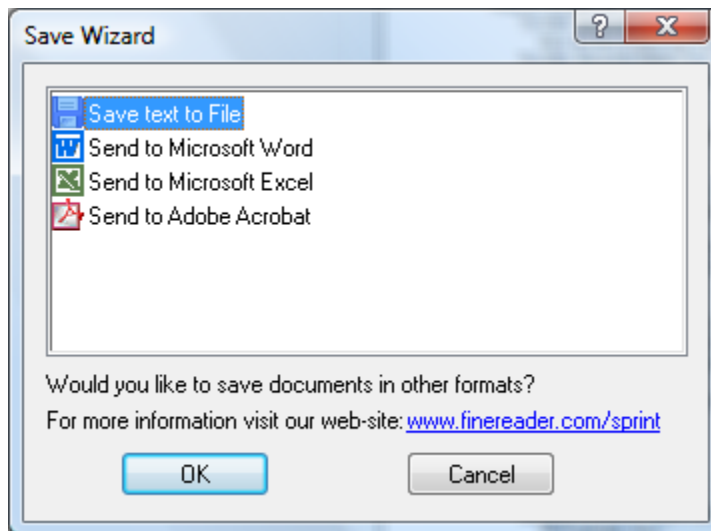 Save Wizard
Save text to File
Send to Microsoft Word
Send to Microsoft Excel
Send to Adobe Acrobat
Would you like to save documents in other formats?
For more information visit our web-site: www.finereader.com/sprint
OK Cancel